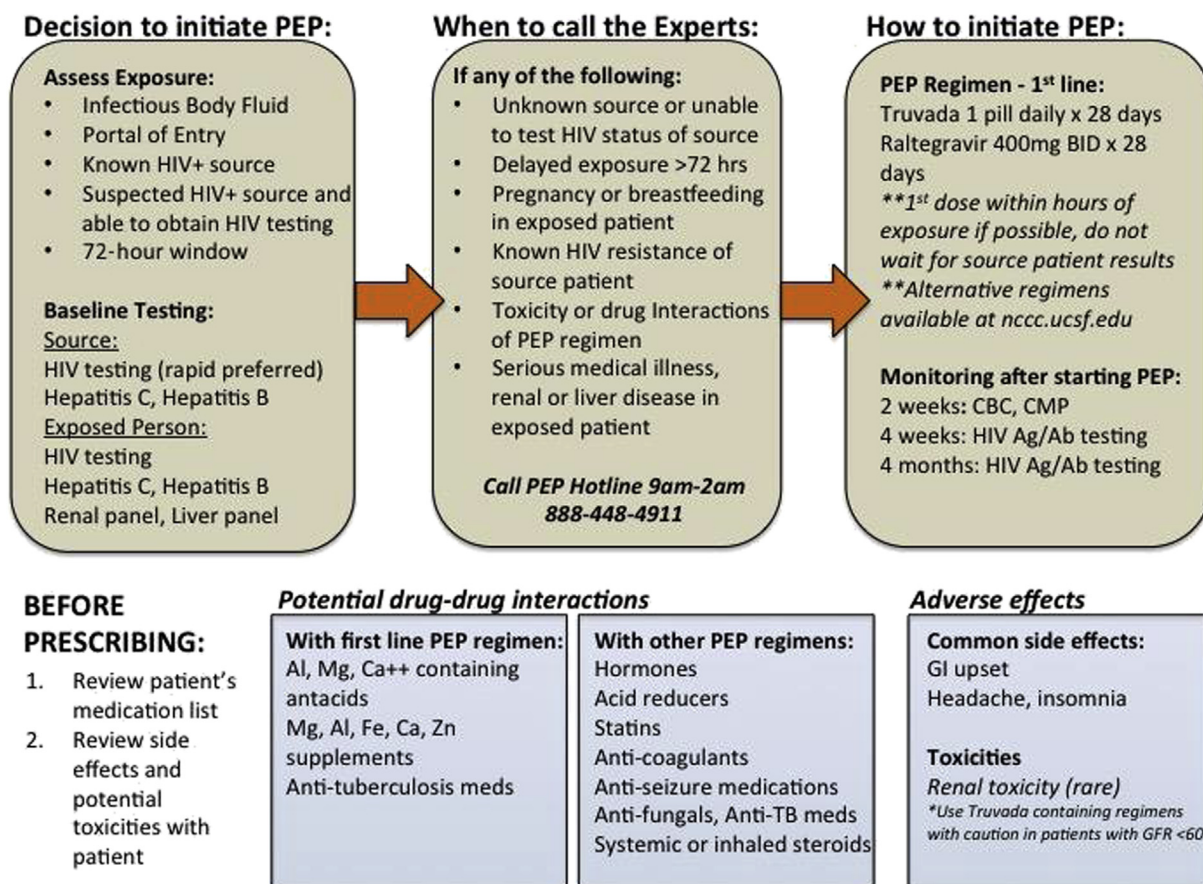 Decision to initiate PEP:
Assess Exposure:
• Infectious Body Fluid
• Portal of Entry
• Known HIV+ source
• Suspected HIV+ source and
able to obtain HIV testing
• 72-hour window
Baseline Testing:
Source:
HIV testing (rapid preferred)
Hepatitis C, Hepatitis B
Exposed Person:
HIV testing
Hepatitis C, Hepatitis B
Renal panel, Liver panel
When to call the Experts:
If any of the following:
• Unknown source or unable
to test HIV status of source
• Delayed exposure >72 hrs
• Pregnancy or breastfeeding
in exposed patient
• Known HIV resistance of
source patient
• Toxicity or drug Interactions
of PEP regimen
• Serious medical illness,
renal or liver disease in
exposed patient
Call PEP Hotline 9am-2am
888-448-4911
How to initiate PEP:
PEP Regimen - 1st line:
Truvada 1 pill daily x 28 days
Raltegravir 400mg BID x 28
days
**1st dose within hours of
exposure if possible, do not
wait for source patient results
**Alternative regimens
available at nccc.ucsf.edu
Monitoring after starting PEP:
2 weeks: CBC, CMP
4 weeks: HIV Ag/Ab testing
4 months: HIV Ag/Ab testing
BEFORE
PRESCRIBING:
1. Review patient's
medication list
2. Review side
effects and
potential
toxicities with
patient
Potential drug-drug interactions
With first line PEP regimen:
Al, Mg, Ca++ containing
antacids
Mg, Al, Fe, Ca, Zn
supplements
Anti-tuberculosis meds
With other PEP regimens:
Hormones
Acid reducers
Statins
Anti-coagulants
Anti-seizure medications
Anti-fungals, Anti-TB meds
Systemic or inhaled steroids
Adverse effects
Common side effects:
GI upset
Headache, insomnia
Toxicities
Renal toxicity (rare)
*Use Truvada containing regimens
with caution in patients with GFR <60